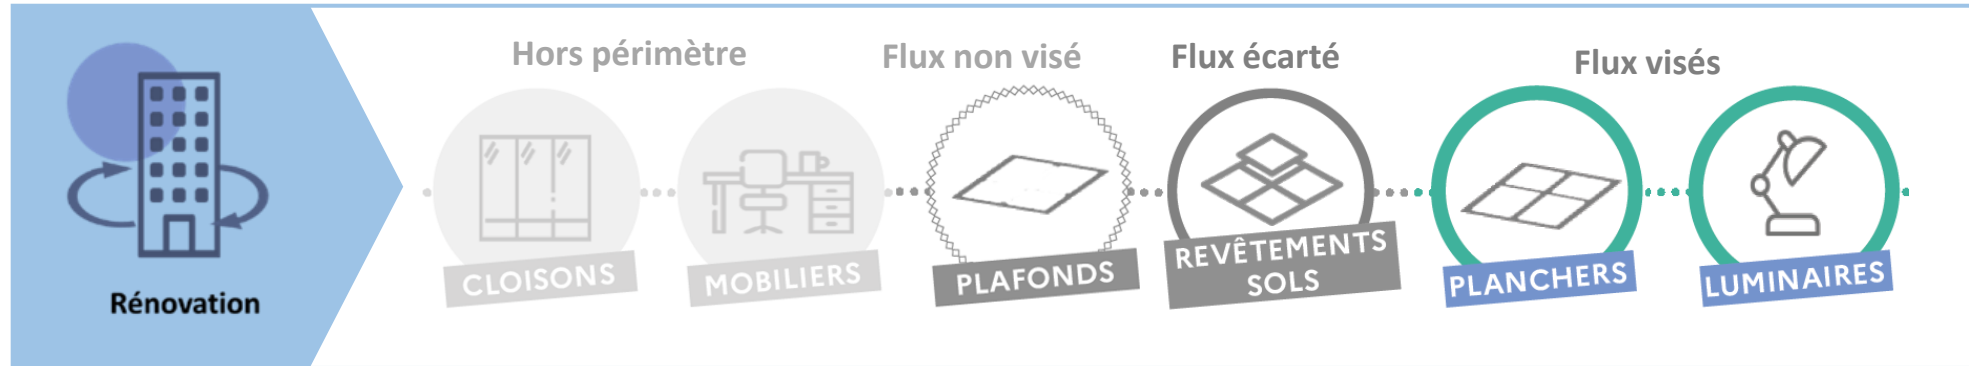 Rénovation
Hors périmètre
CLOISONS
MOBILIERS
Flux non visé
PLAFONDS
Flux écarté
REVÊTEMENTS
SOLS
Flux visés
PLANCHERS
LUMINAIRES